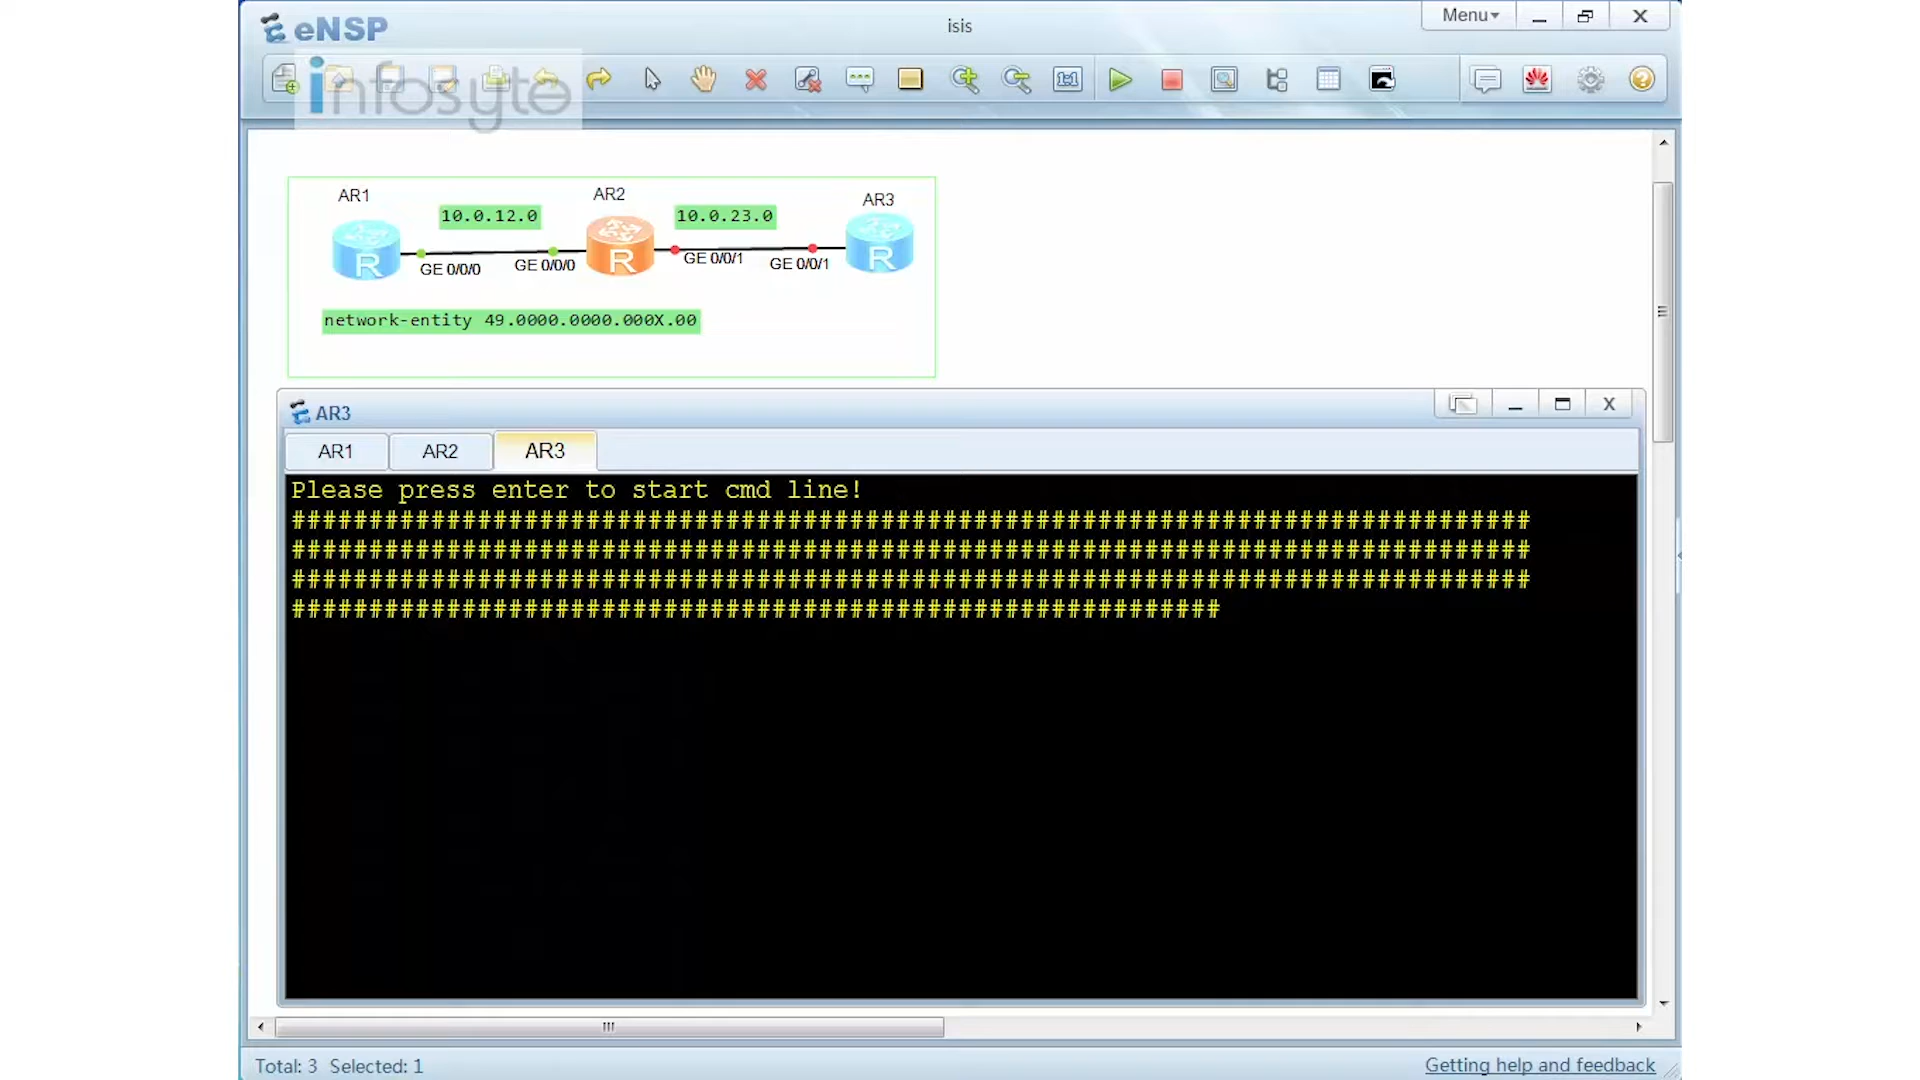 eNSP
isis
Menu
infosyte
1:1
AR1
AR2
AR3
10.0.12.0
10.0.23.0
R
R
R
GE 0/0/0
GE 0/0/0
GE 0/0/1
GE 0/0/1
network-entity 49.0000.0000.000X.00
AR3
AR1
AR2
AR3
Please press enter to start cmd line!
################################################################################
################################################################################
################################################################################
############################################################
Total: 3 Selected: 1
Getting help and feedback